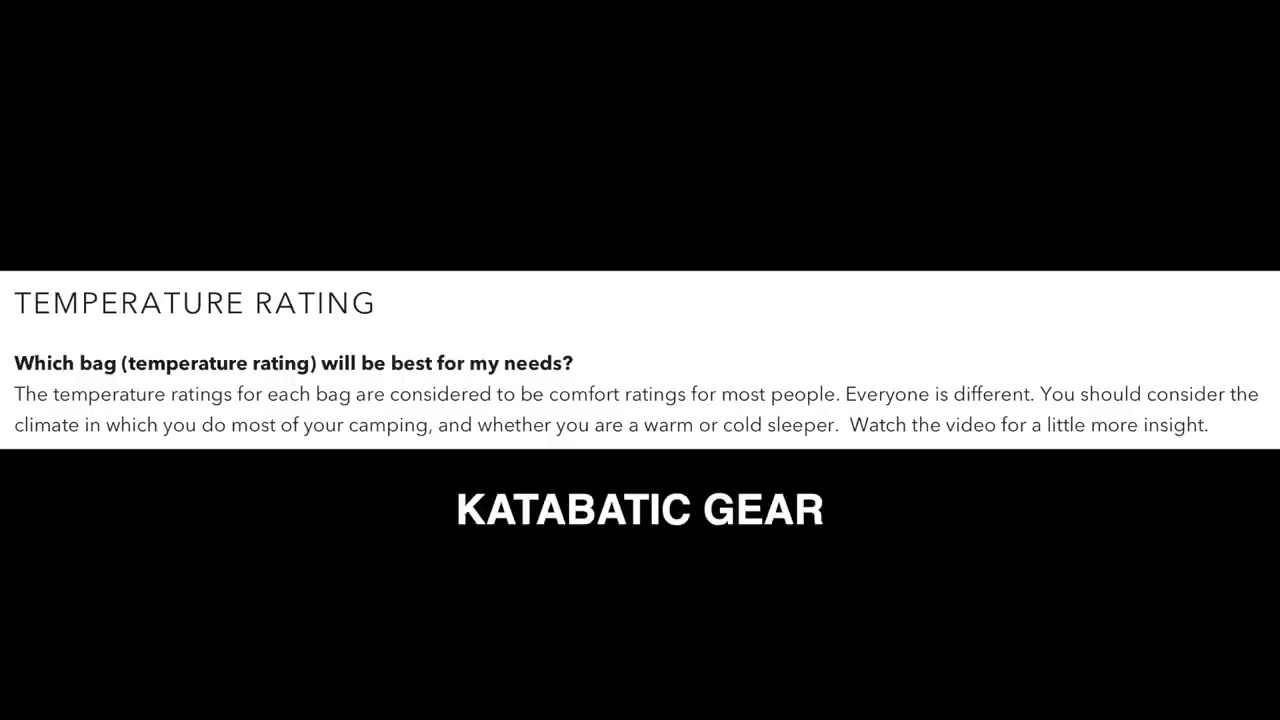 TEMPERATURE RATING
Which bag (temperature rating) will be best for my needs?
The temperature ratings for each bag are considered to be comfort ratings for most people. Everyone is different. You should consider the
climate in which you do most of your camping, and whether you are a warm or cold sleeper.  Watch the video for a little more insight.
KATABATIC GEAR